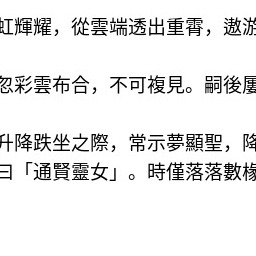 虹輝耀，從雲端透出重霄，遨游
忽彩雲布合，不可複見。嗣後屢
升降跌坐之際，常示夢顯聖，降
曰「通賢靈女」。時僅落落數椽